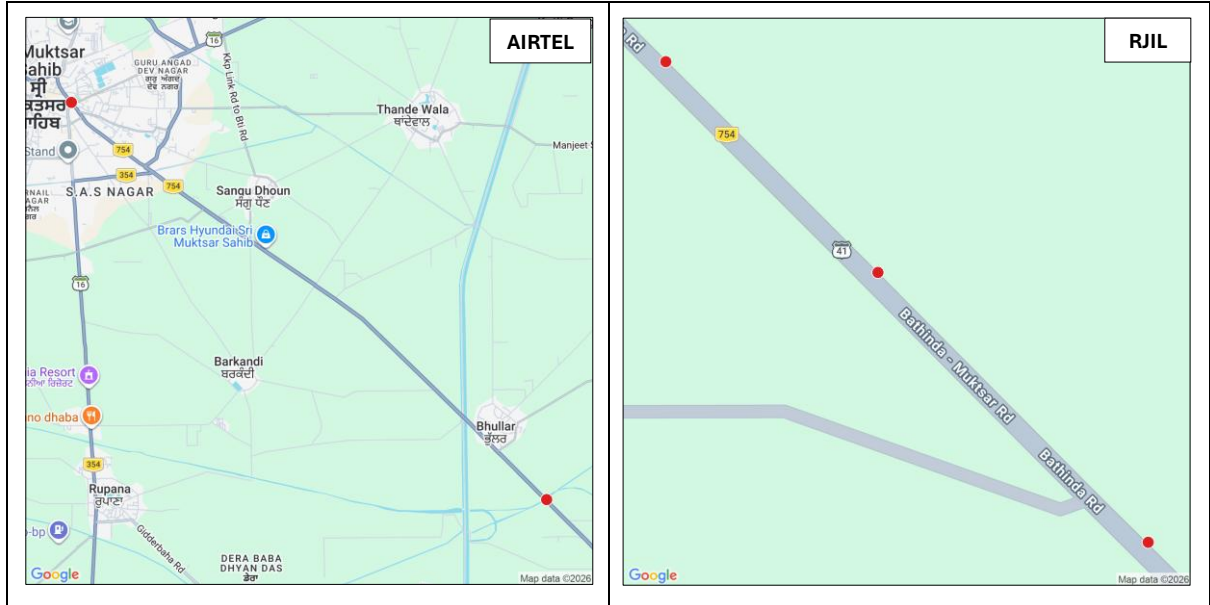 AIRTEL
Muktsar
Sahib
ਸ੍ਰੀ
16
GURU ANGAD
DEV NAGAR
Kkp Link Rd to Bti Rd
Thande Wala
ਥਾਂਦੇਵਾਲ
Manjeet S
Stand
754
354
754
S.A.S NAGAR
Sangu Dhoun
ਸੰਗੂ ਧੌਣ
Brars Hyundai Sri
Muktsar Sahib
16
Barkandi
ਬਰਕੰਦੀ
ia Resort
no dhaba
Bhullar
ਭੁੱਲਰ
354
Rupana
ਰੁਪਾਣਾ
-bp
Gidderbaha Rd
DERA BABA
DHYAN DAS
ਡੇਰਾ
Google
Map data ©2026
RJIL
Rd
754
41
Bathinda - Muktsar Rd
Bathinda Rd
Google
Map data ©2026